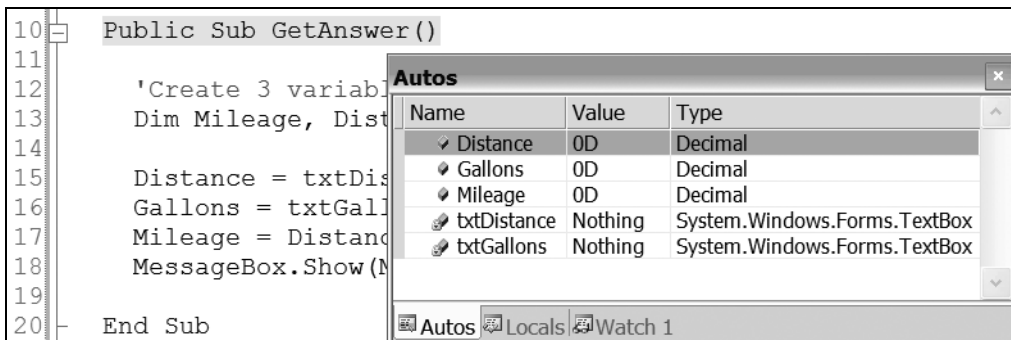 10 Public Sub GetAnswer()
11
12 'Create 3 variabl
13 Dim Mileage, Dist
14
15 Distance = txtDis
16 Gallons = txtGall
17 Mileage = Distanc
18 MessageBox.Show(M
19
20 End Sub
Autos
Name Value Type
Distance 0D Decimal
Gallons 0D Decimal
Mileage 0D Decimal
txtDistance Nothing System.Windows.Forms.TextBox
txtGallons Nothing System.Windows.Forms.TextBox
Autos Locals Watch 1